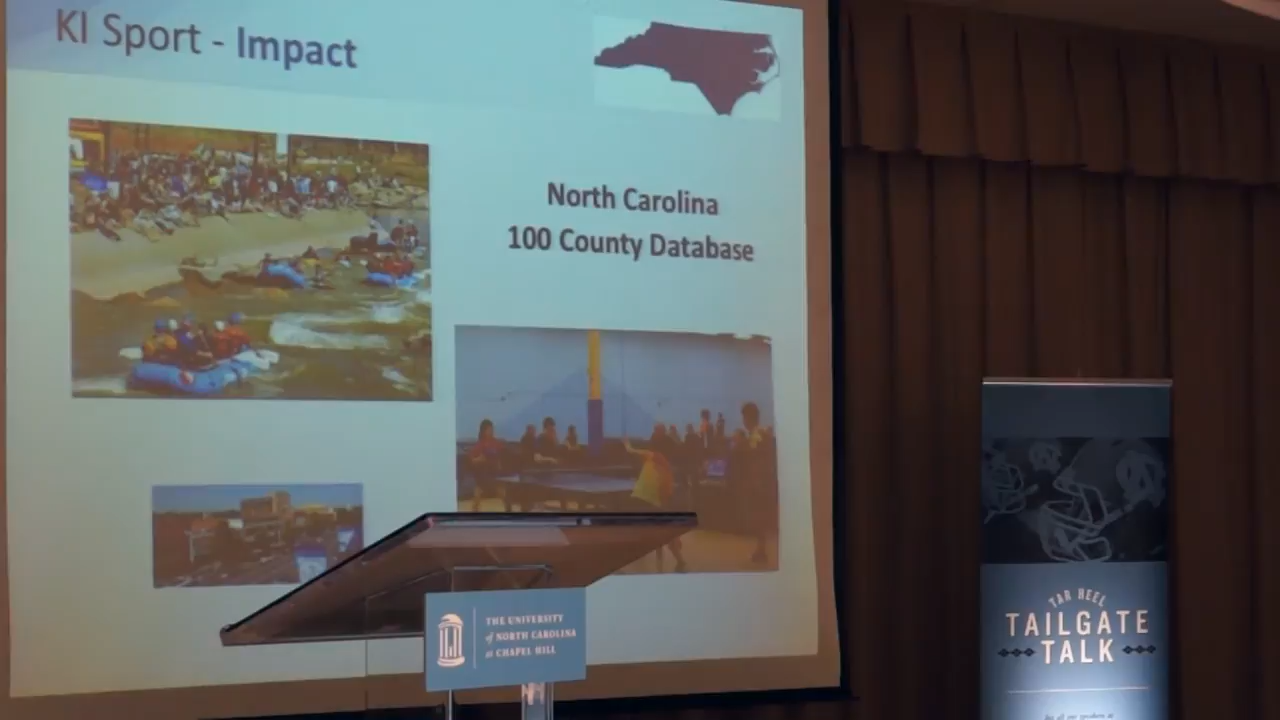 KI Sport - Impact
North Carolina
100 County Database
THE UNIVERSITY
of NORTH CAROLINA
at CHAPEL HILL
TAR HEEL
TAILGATE
TALK